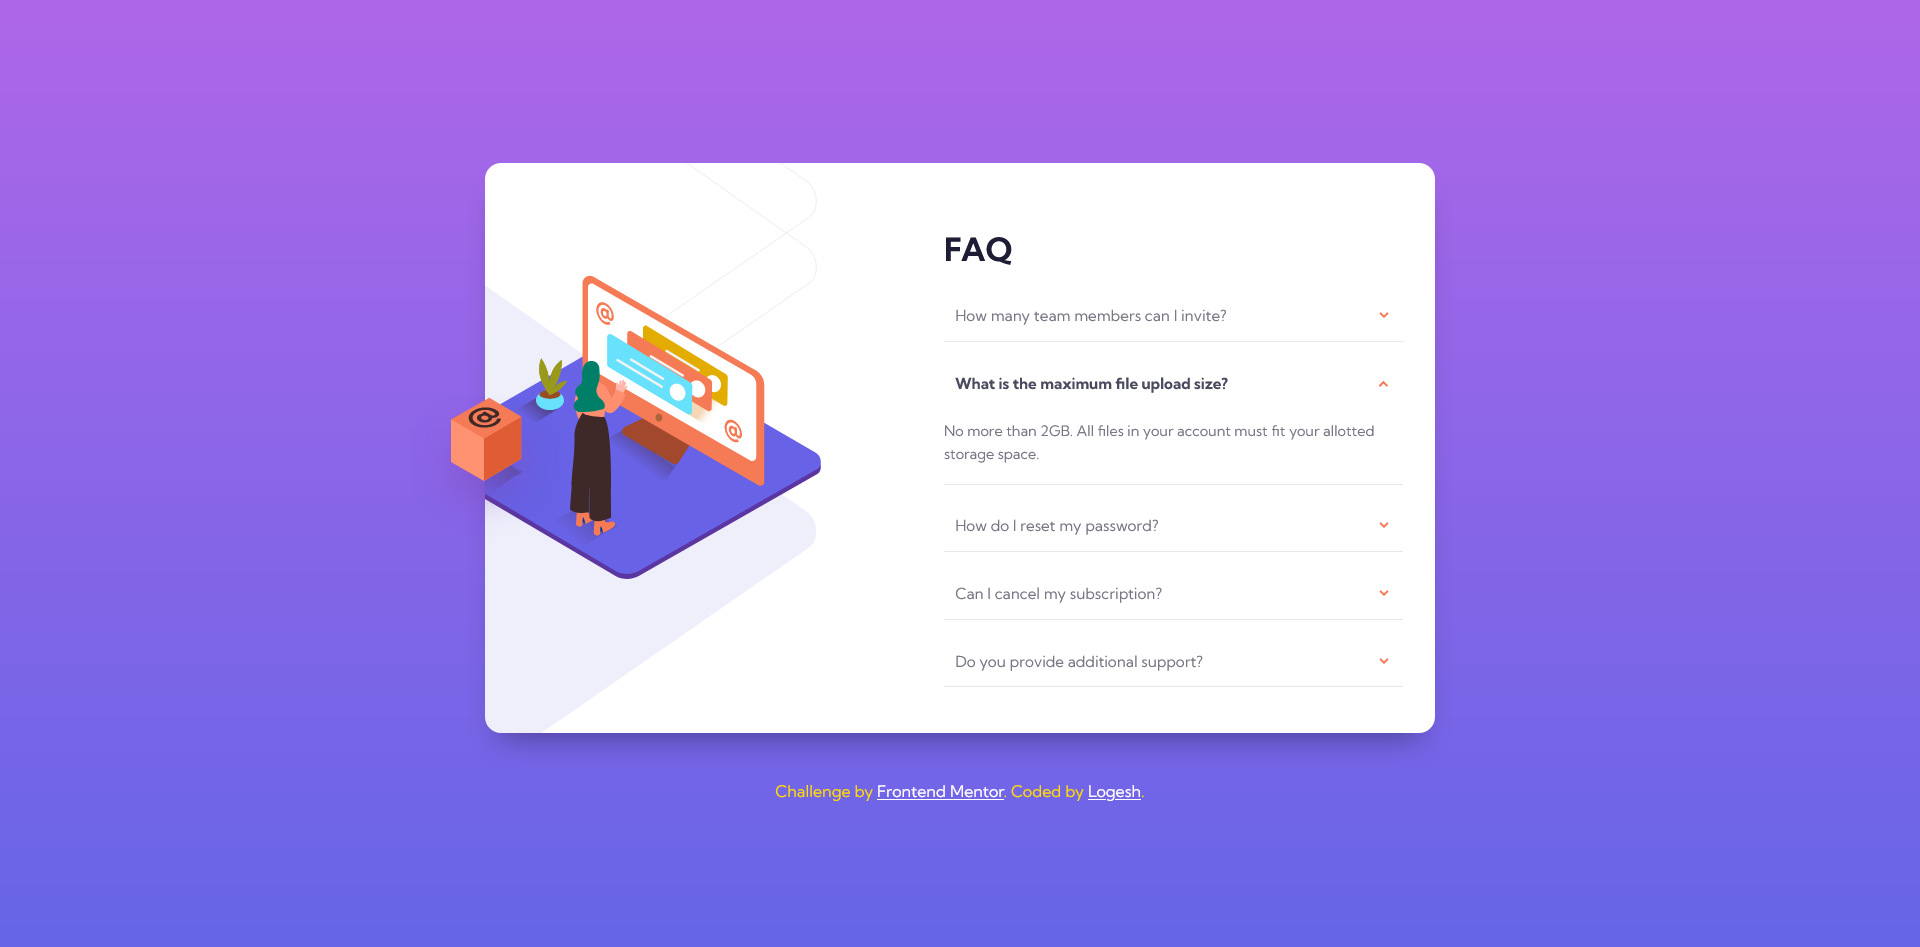 FAQ
How many team members can I invite?
What is the maximum file upload size?
No more than 2GB. All files in your account must fit your allotted
storage space.
How do I reset my password?
Can I cancel my subscription?
Do you provide additional support?
@
@
@
Challenge by Frontend Mentor. Coded by Logesh.